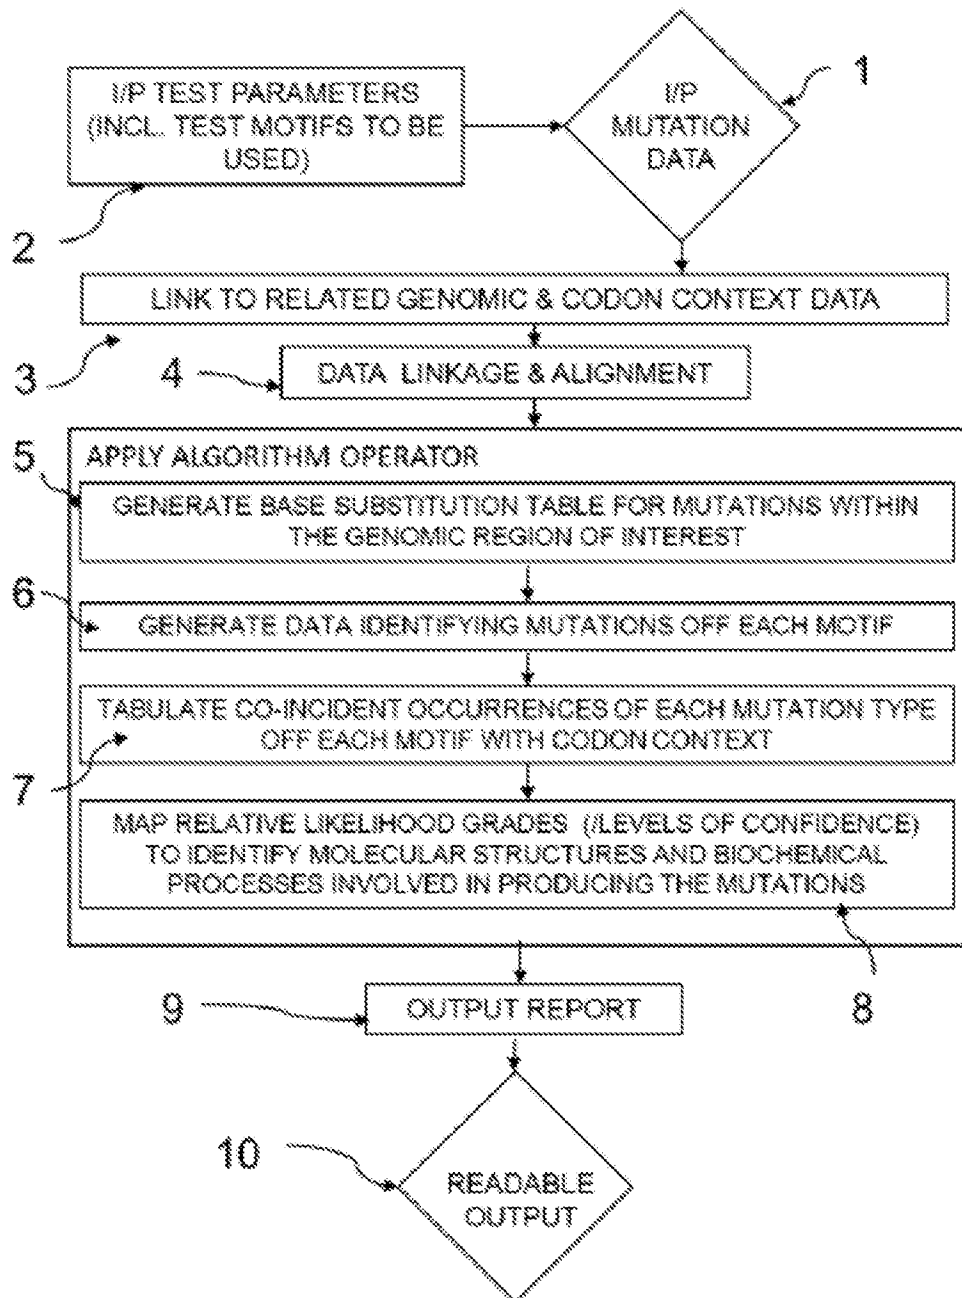 I/P TEST PARAMETERS
(INCL. TEST MOTIFS TO BE
USED)
2
I/P
MUTATION
DATA
1
LINK TO RELATED GENOMIC & CODON CONTEXT DATA
3
4
DATA LINKAGE & ALIGNMENT
APPLY ALGORITHM OPERATOR
5
GENERATE BASE SUBSTITUTION TABLE FOR MUTATIONS WITHIN
THE GENOMIC REGION OF INTEREST
6
GENERATE DATA IDENTIFYING MUTATIONS OFF EACH MOTIF
TABULATE CO-INCIDENT OCCURRENCES OF EACH MUTATION TYPE
OFF EACH MOTIF WITH CODON CONTEXT
7
MAP RELATIVE LIKELIHOOD GRADES (/LEVELS OF CONFIDENCE)
TO IDENTIFY MOLECULAR STRUCTURES AND BIOCHEMICAL
PROCESSES INVOLVED IN PRODUCING THE MUTATIONS
8
9
OUTPUT REPORT
10
READABLE
OUTPUT